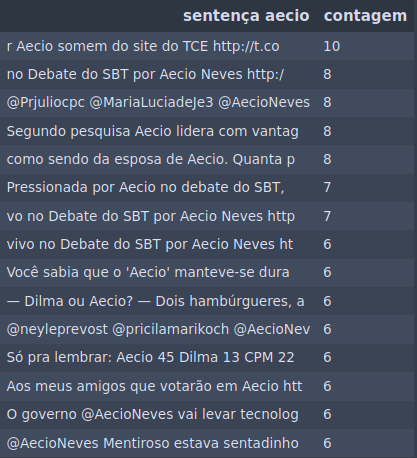 sentença aecio contagem
r Aecio somem do site do TCE http://t.co 10
no Debate do SBT por Aecio Neves http:/ 8
@Prjuliocpc @MariaLuciadeJe3 @AecioNeves 8
Segundo pesquisa Aecio lidera com vantag 8
como sendo da esposa de Aecio. Quanta p 8
Pressionada por Aecio no debate do SBT, 7
vo no Debate do SBT por Aecio Neves http 7
vivo no Debate do SBT por Aecio Neves ht 6
Você sabia que o 'Aecio' manteve-se dura 6
— Dilma ou Aecio? — Dois hambúrgueres, a 6
@neyleprevost @pricilamarikoch @AecioNev 6
Só pra lembrar: Aecio 45 Dilma 13 CPM 22 6
Aos meus amigos que votarão em Aecio htt 6
O governo @AecioNeves vai levar tecnolog 6
@AecioNeves Mentiroso estava sentadinho 6